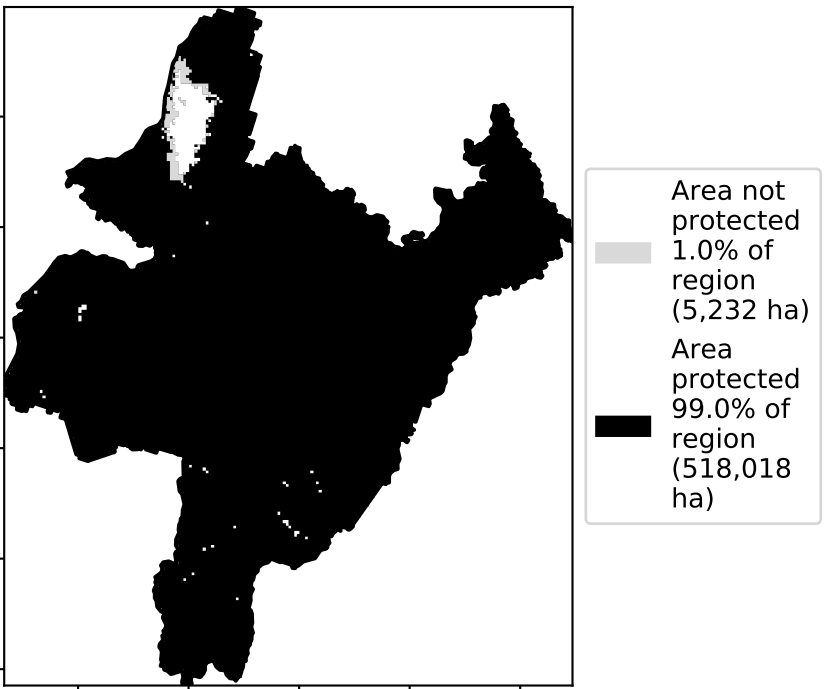 Area not
protected
1.0% of
region
(5,232 ha)
Area
protected
99.0% of
region
(518,018
ha)